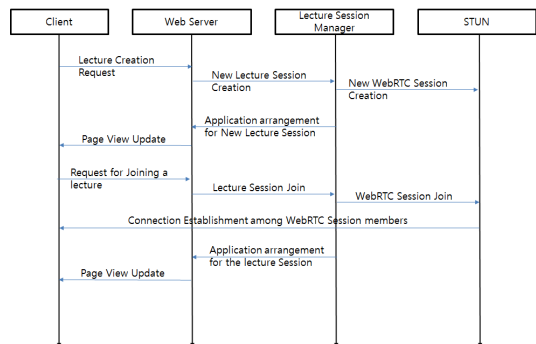 Client
Web Server
Lecture Session
Manager
STUN
Lecture Creation
Request
New Lecture Session
Creation
New WebRTC Session
Creation
Application arrangement
for New Lecture Session
Page View Update
Request for Joining a
lecture
Lecture Session Join
WebRTC Session Join
Connection Establishment among WebRTC Session members
Application arrangement
for the lecture Session
Page View Update